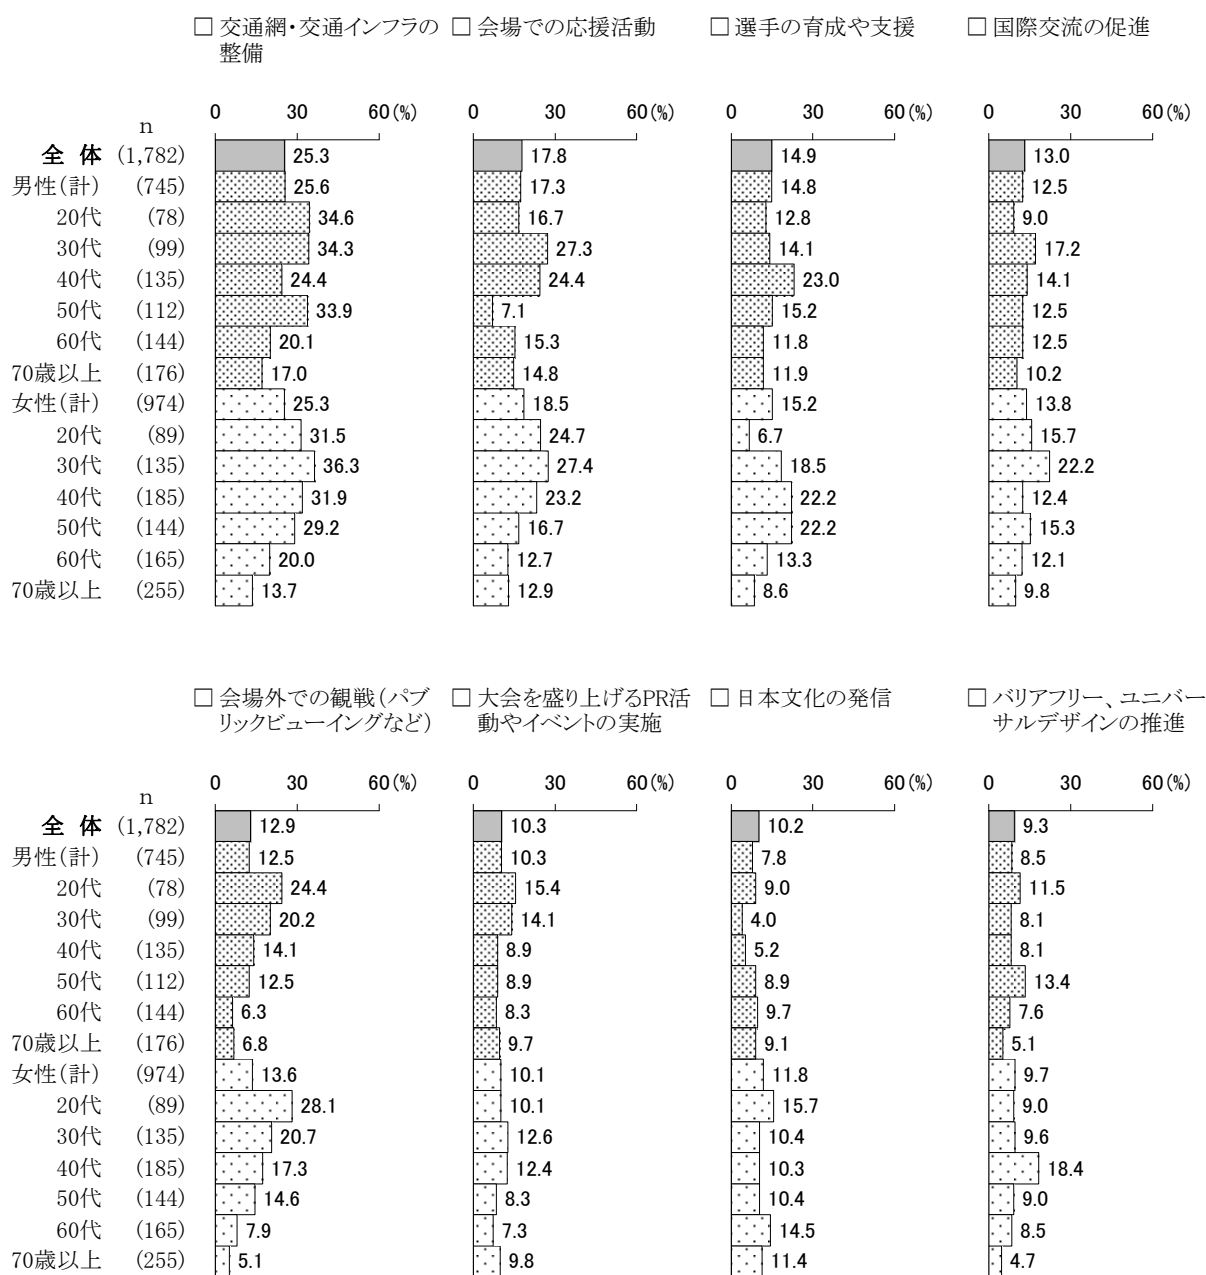 □ 交通網・交通インフラの
整備
□ 会場での応援活動
□ 選手の育成や支援
□ 国際交流の促進
n 0 30 60(%) 0 30 60(%) 0 30 60(%) 0 30 60(%)
全体 (1,782) 25.3 17.8 14.9 13.0
男性(計) (745) 25.6 17.3 14.8 12.5
20代 (78) 34.6 16.7 12.8 9.0
30代 (99) 34.3 27.3 14.1 17.2
40代 (135) 24.4 24.4 23.0 14.1
50代 (112) 33.9 7.1 15.2 12.5
60代 (144) 20.1 15.3 11.8 12.5
70歳以上 (176) 17.0 14.8 11.9 10.2
女性(計) (974) 25.3 18.5 15.2 13.8
20代 (89) 31.5 24.7 6.7 15.7
30代 (135) 36.3 27.4 18.5 22.2
40代 (185) 31.9 23.2 22.2 12.4
50代 (144) 29.2 16.7 22.2 15.3
60代 (165) 20.0 12.7 13.3 12.1
70歳以上 (255) 13.7 12.9 8.6 9.8
□ 会場外での観戦(パブ
リックビューイングなど)
□ 大会を盛り上げるPR活
動やイベントの実施
□ 日本文化の発信
□ バリアフリー、ユニバー
サルデザインの推進
n 0 30 60(%) 0 30 60(%) 0 30 60(%) 0 30 60(%)
全体 (1,782) 12.9 10.3 10.2 9.3
男性(計) (745) 12.5 10.3 7.8 8.5
20代 (78) 24.4 15.4 9.0 11.5
30代 (99) 20.2 14.1 4.0 8.1
40代 (135) 14.1 8.9 5.2 8.1
50代 (112) 12.5 8.9 8.9 13.4
60代 (144) 6.3 8.3 9.7 7.6
70歳以上 (176) 6.8 9.7 9.1 5.1
女性(計) (974) 13.6 10.1 11.8 9.7
20代 (89) 28.1 10.1 15.7 9.0
30代 (135) 20.7 12.6 10.4 9.6
40代 (185) 17.3 12.4 10.3 18.4
50代 (144) 14.6 8.3 10.4 9.0
60代 (165) 7.9 7.3 14.5 8.5
70歳以上 (255) 5.1 9.8 11.4 4.7